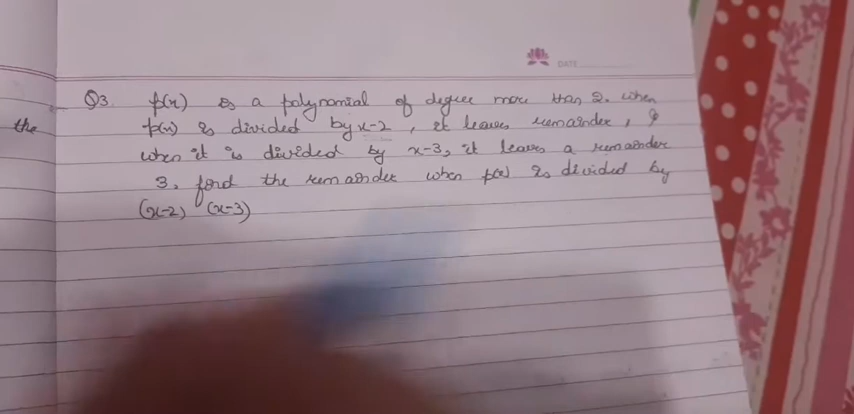 the
Q3. p(x) is a polynomial of degree more than 2. when
p(x) is divided by x-2, it leaves remainder, &
when it is divided by x-3, it leaves a remainder
3. find the remainder when p(x) is divided by
(x-2) (x-3)
DATE